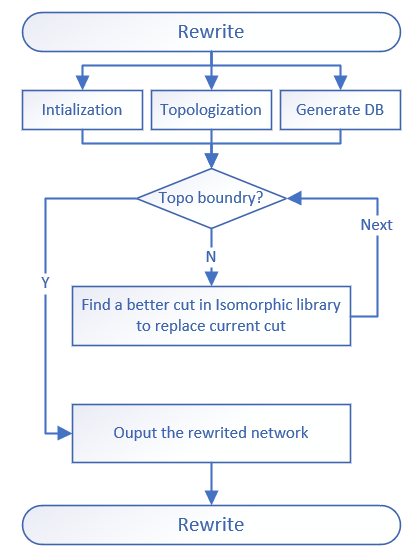 Rewrite
Intialization
Topologization
Generate DB
Topo boundry?
Next
N
Y
Find a better cut in Isomorphic library
to replace current cut
Ouput the rewrited network
Rewrite